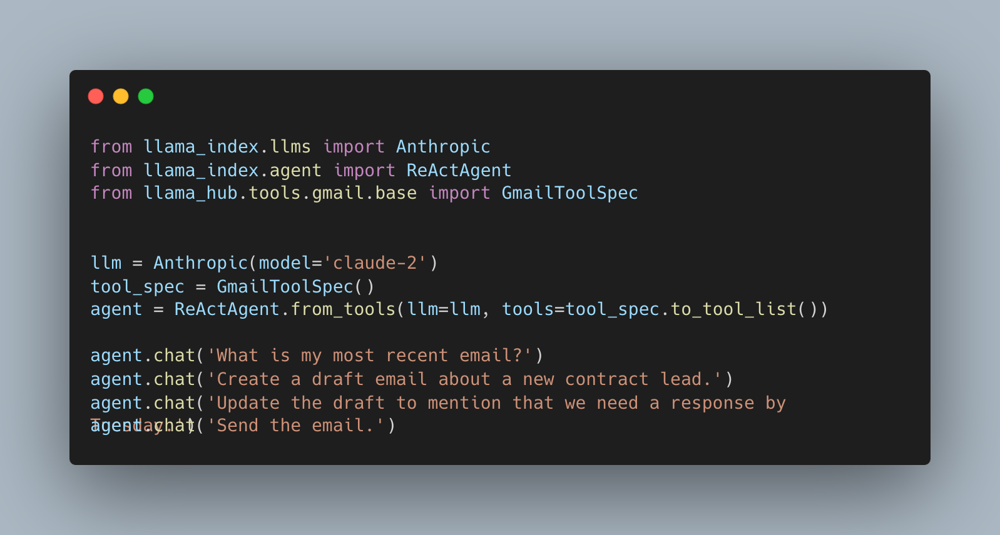 from llama_index.llms import Anthropic
from llama_index.agent import ReActAgent
from llama_hub.tools.gmail.base import GmailToolSpec
llm = Anthropic(model='claude-2')
tool_spec = GmailToolSpec()
agent = ReActAgent.from_tools(llm=llm, tools=tool_spec.to_tool_list())
agent.chat('What is my most recent email?')
agent.chat('Create a draft email about a new contract lead.')
agent.chat('Update the draft to mention that we need a response by
Tuesday.')
agent.chat('Send the email.')